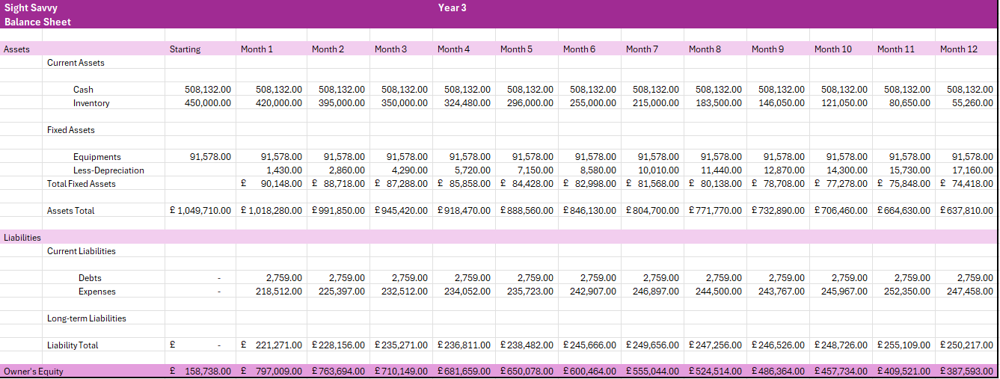 Sight Savvy Year 3
Balance Sheet
Assets Starting Month 1 Month 2 Month 3 Month 4 Month 5 Month 6 Month 7 Month 8 Month 9 Month 10 Month 11 Month 12
Current Assets
Cash 508,132.00 508,132.00 508,132.00 508,132.00 508,132.00 508,132.00 508,132.00 508,132.00 508,132.00 508,132.00 508,132.00 508,132.00 508,132.00
Inventory 450,000.00 420,000.00 395,000.00 350,000.00 324,480.00 296,000.00 255,000.00 215,000.00 183,500.00 146,050.00 121,050.00 80,650.00 55,260.00
Fixed Assets
Equipments 91,578.00 91,578.00 91,578.00 91,578.00 91,578.00 91,578.00 91,578.00 91,578.00 91,578.00 91,578.00 91,578.00 91,578.00 91,578.00
Less-Depreciation 1,430.00 2,860.00 4,290.00 5,720.00 7,150.00 8,580.00 10,010.00 11,440.00 12,870.00 14,300.00 15,730.00 17,160.00
Total Fixed Assets £ 90,148.00 £ 88,718.00 £ 87,288.00 £ 85,858.00 £ 84,428.00 £ 82,998.00 £ 81,568.00 £ 80,138.00 £ 78,708.00 £ 77,278.00 £ 75,848.00 £ 74,418.00
Assets Total £ 1,049,710.00 £ 1,018,280.00 £ 991,850.00 £ 945,420.00 £ 918,470.00 £ 888,560.00 £ 846,130.00 £ 804,700.00 £ 771,770.00 £ 732,890.00 £ 706,460.00 £ 664,630.00 £ 637,810.00
Liabilities
Current Liabilities
Debts - 2,759.00 2,759.00 2,759.00 2,759.00 2,759.00 2,759.00 2,759.00 2,759.00 2,759.00 2,759.00 2,759.00 2,759.00
Expenses - 218,512.00 225,397.00 232,512.00 234,052.00 235,723.00 242,907.00 246,897.00 244,500.00 243,767.00 245,967.00 252,350.00 247,458.00
Long-term Liabilities
Liability Total £ - £ 221,271.00 £ 228,156.00 £ 235,271.00 £ 236,811.00 £ 238,482.00 £ 245,666.00 £ 249,656.00 £ 247,256.00 £ 246,526.00 £ 248,726.00 £ 255,109.00 £ 250,217.00
Owner's Equity £ 158,738.00 £ 797,009.00 £ 763,694.00 £ 710,149.00 £ 681,659.00 £ 650,078.00 £ 600,464.00 £ 555,044.00 £ 524,514.00 £ 486,364.00 £ 457,734.00 £ 409,521.00 £ 387,593.00